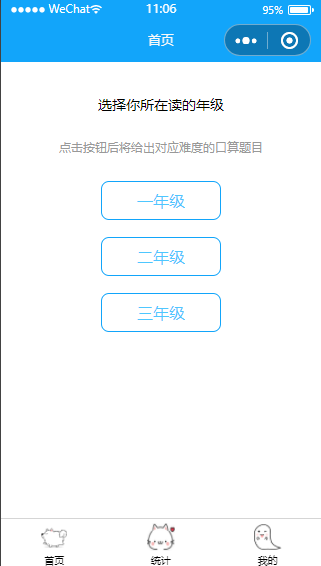 ●●●●● WeChat 11:06 95%
首页
选择你所在读的年级
点击按钮后将给出对应难度的口算题目
一年级
二年级
三年级
首页 统计 我的